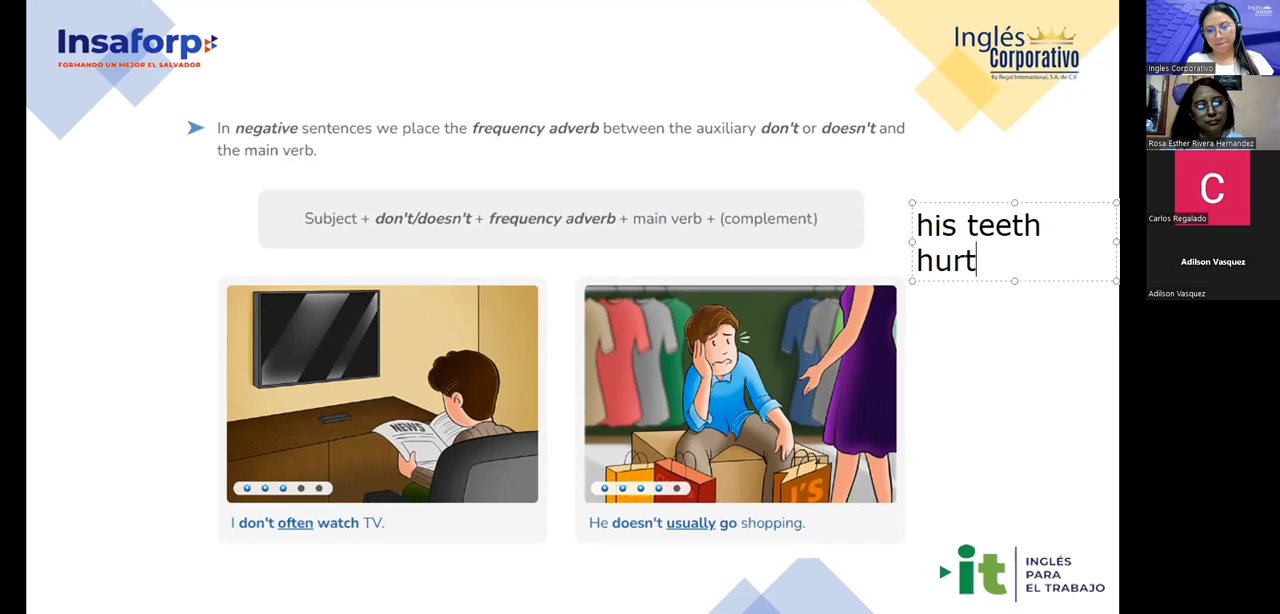 Insaforp
FORMANDO UN MEJOR EL SALVADOR
Inglés
Corporativo
By Regal International, S.A. de C.V.
In negative sentences we place the frequency adverb between the auxiliary don't or doesn't and
the main verb.
Subject + don't/doesn't + frequency adverb + main verb + (complement)
his teeth
hurt
NEWS
I don't often watch TV.
He doesn't usually go shopping.
it
INGLÉS
PARA
EL TRABAJO
Ingles Corporativo
Rosa Esther Rivera Hernandez
C
Carlos Regalado
Adilson Vasquez
Adilson Vasquez